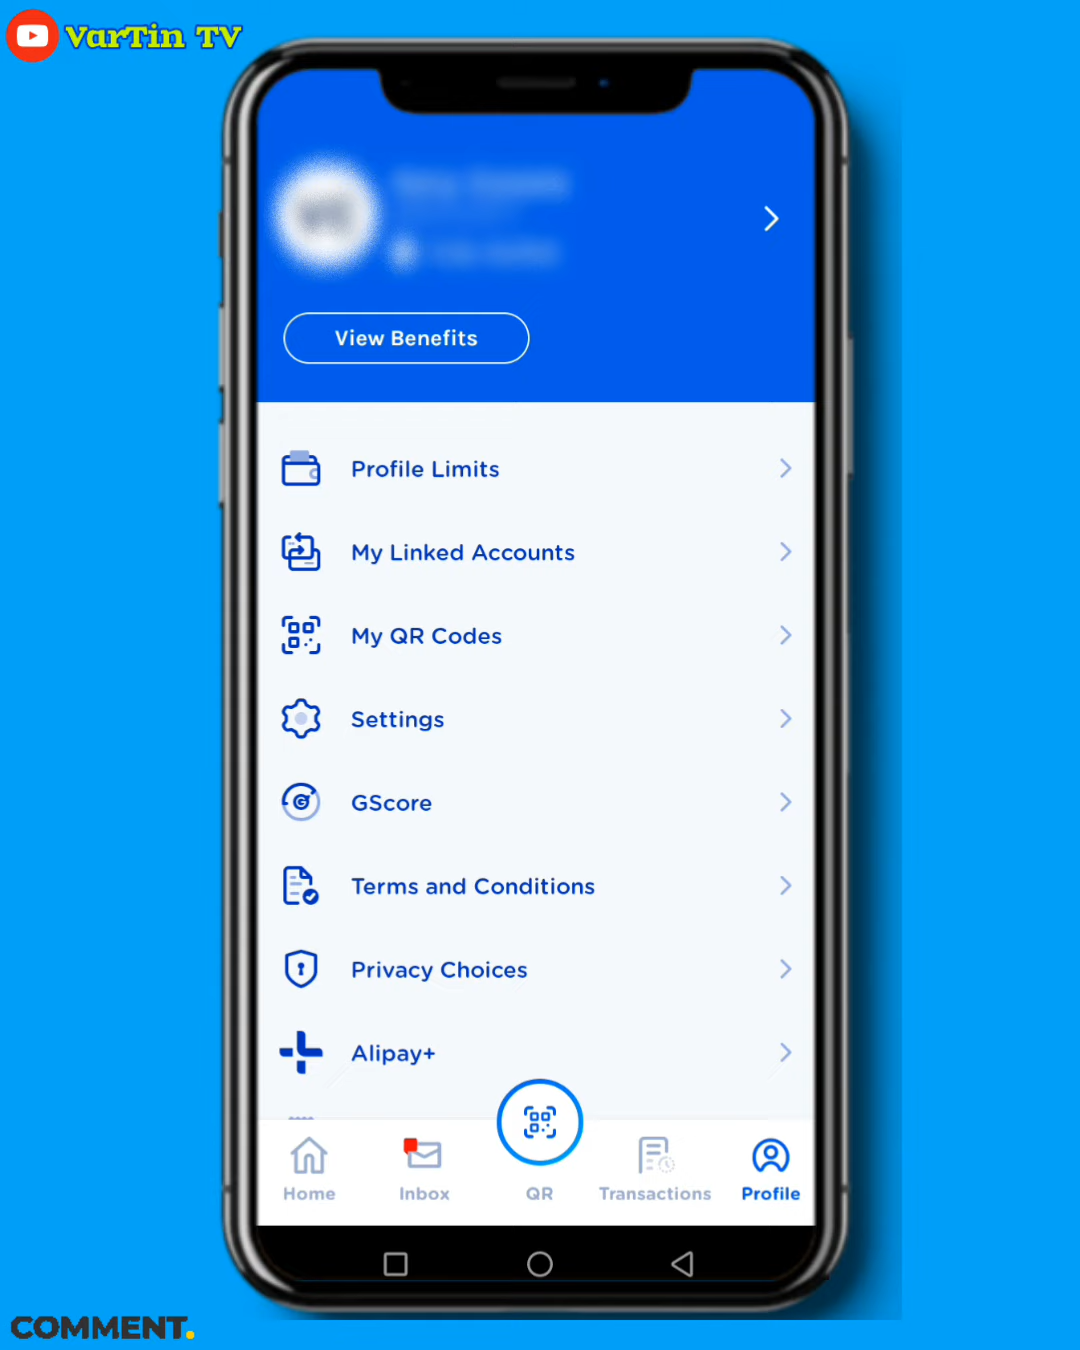 VarTin TV
View Benefits
Profile Limits
My Linked Accounts
My QR Codes
Settings
GScore
Terms and Conditions
Privacy Choices
Alipay+
Home
Inbox
QR
Transactions
Profile
COMMENT.